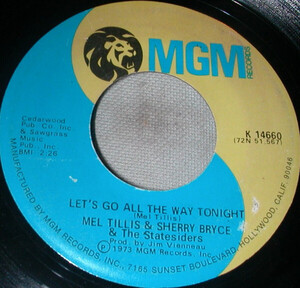 MGM
RECORDS
Cedarwood
Pub. Co. Inc.
& Sawgrass
Music
Pub. Inc.
BMI 2:26
K 14660
(72N 51,567)
LET'S GO ALL THE WAY TONIGHT
(Mel Tillis)
MEL TILLIS & SHERRY BRYCE
& The Statesiders
Prod. by Jim Vienneau
Ⓟ 1973 MGM Records, Inc.
MANUFACTURED BY MGM RECORDS, INC., 7165 SUNSET BOULEVARD, HOLLYWOOD, CALIF. 90046